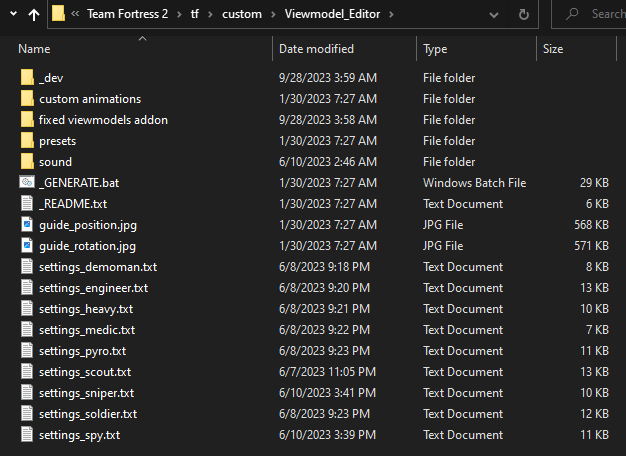 « Team Fortress 2 › tf › custom › Viewmodel_Editor › Search
Name Date modified Type Size
_dev 9/28/2023 3:59 AM File folder
custom animations 1/30/2023 7:27 AM File folder
fixed viewmodels addon 9/28/2023 3:58 AM File folder
presets 1/30/2023 7:27 AM File folder
sound 6/10/2023 2:46 AM File folder
_GENERATE.bat 1/30/2023 7:27 AM Windows Batch File 29 KB
_README.txt 1/30/2023 7:27 AM Text Document 6 KB
guide_position.jpg 1/30/2023 7:27 AM JPG File 568 KB
guide_rotation.jpg 1/30/2023 7:27 AM JPG File 571 KB
settings_demoman.txt 6/8/2023 9:18 PM Text Document 8 KB
settings_engineer.txt 6/8/2023 9:20 PM Text Document 13 KB
settings_heavy.txt 6/8/2023 9:21 PM Text Document 10 KB
settings_medic.txt 6/8/2023 9:22 PM Text Document 7 KB
settings_pyro.txt 6/8/2023 9:23 PM Text Document 11 KB
settings_scout.txt 6/7/2023 11:05 PM Text Document 13 KB
settings_sniper.txt 6/10/2023 3:41 PM Text Document 10 KB
settings_soldier.txt 6/8/2023 9:23 PM Text Document 12 KB
settings_spy.txt 6/10/2023 3:39 PM Text Document 11 KB